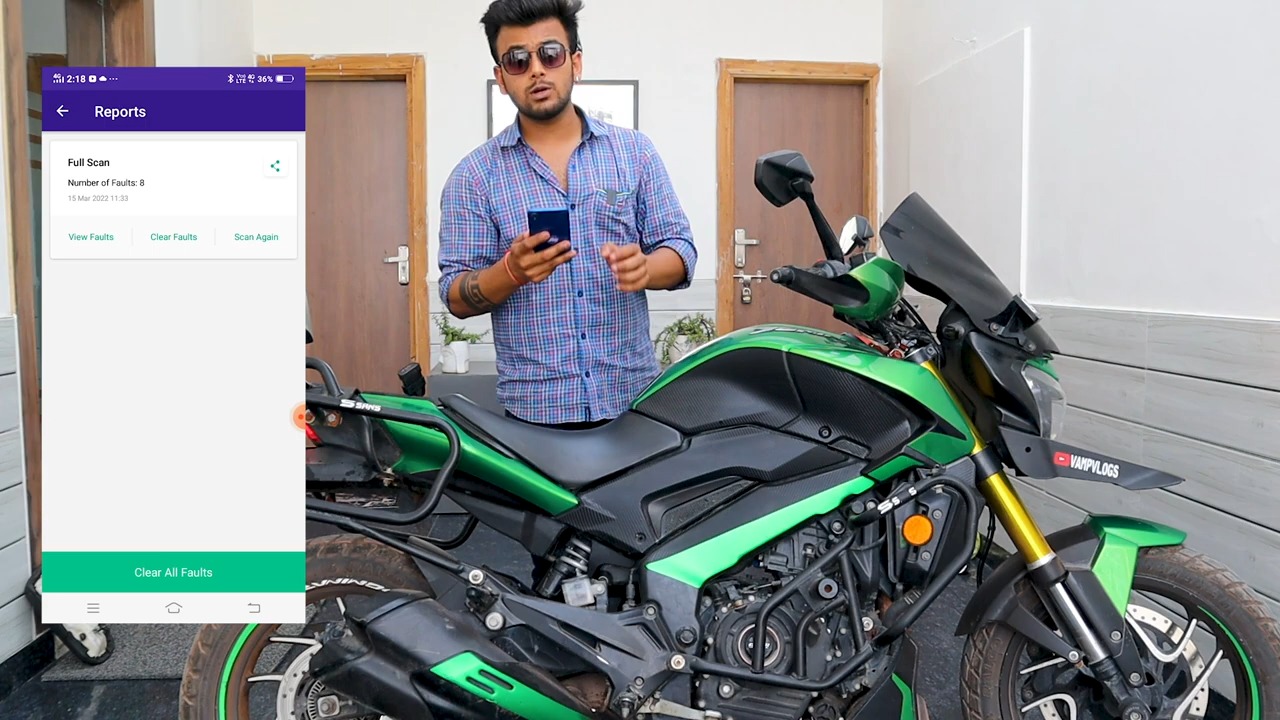 2:18
36%
Reports
Full Scan
Number of Faults: 8
15 Mar 2022 11:33
View Faults
Clear Faults
Scan Again
Clear All Faults
SSANS
VAMPVLOGS